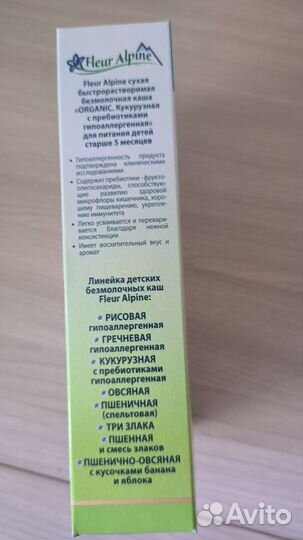 Fleur Alpine
Fleur Alpine сухая
быстрорастворимая
безмолочная каша
«ORGANIC. Кукурузная
с пребиотиками
гипоаллергенная»
для питания детей
старше 5 месяцев
• Гипоаллергенность продукта
подтверждена клиническими
исследованиями
• Содержит пребиотики - фрукто-
олигосахариды, способствую-
щие развитию здоровой
микрофлоры кишечника, хоро-
шему пищеварению, укрепле-
нию иммунитета
• Легко усваивается и перевари-
вается благодаря нежной
консистенции
• Имеет восхитительный вкус и
аромат
Линейка детских
безмолочных каш
Fleur Alpine:
★ РИСОВАЯ
гипоаллергенная
★ ГРЕЧНЕВАЯ
гипоаллергенная
★ КУКУРУЗНАЯ
с пребиотиками
гипоаллергенная
★ ОВСЯНАЯ
★ ПШЕНИЧНАЯ
(спельтовая)
★ ТРИ ЗЛАКА
★ ПШЕННАЯ
и смесь злаков
★ ПШЕНИЧНО-ОВСЯНАЯ
с кусочками банана
и яблока
Avito